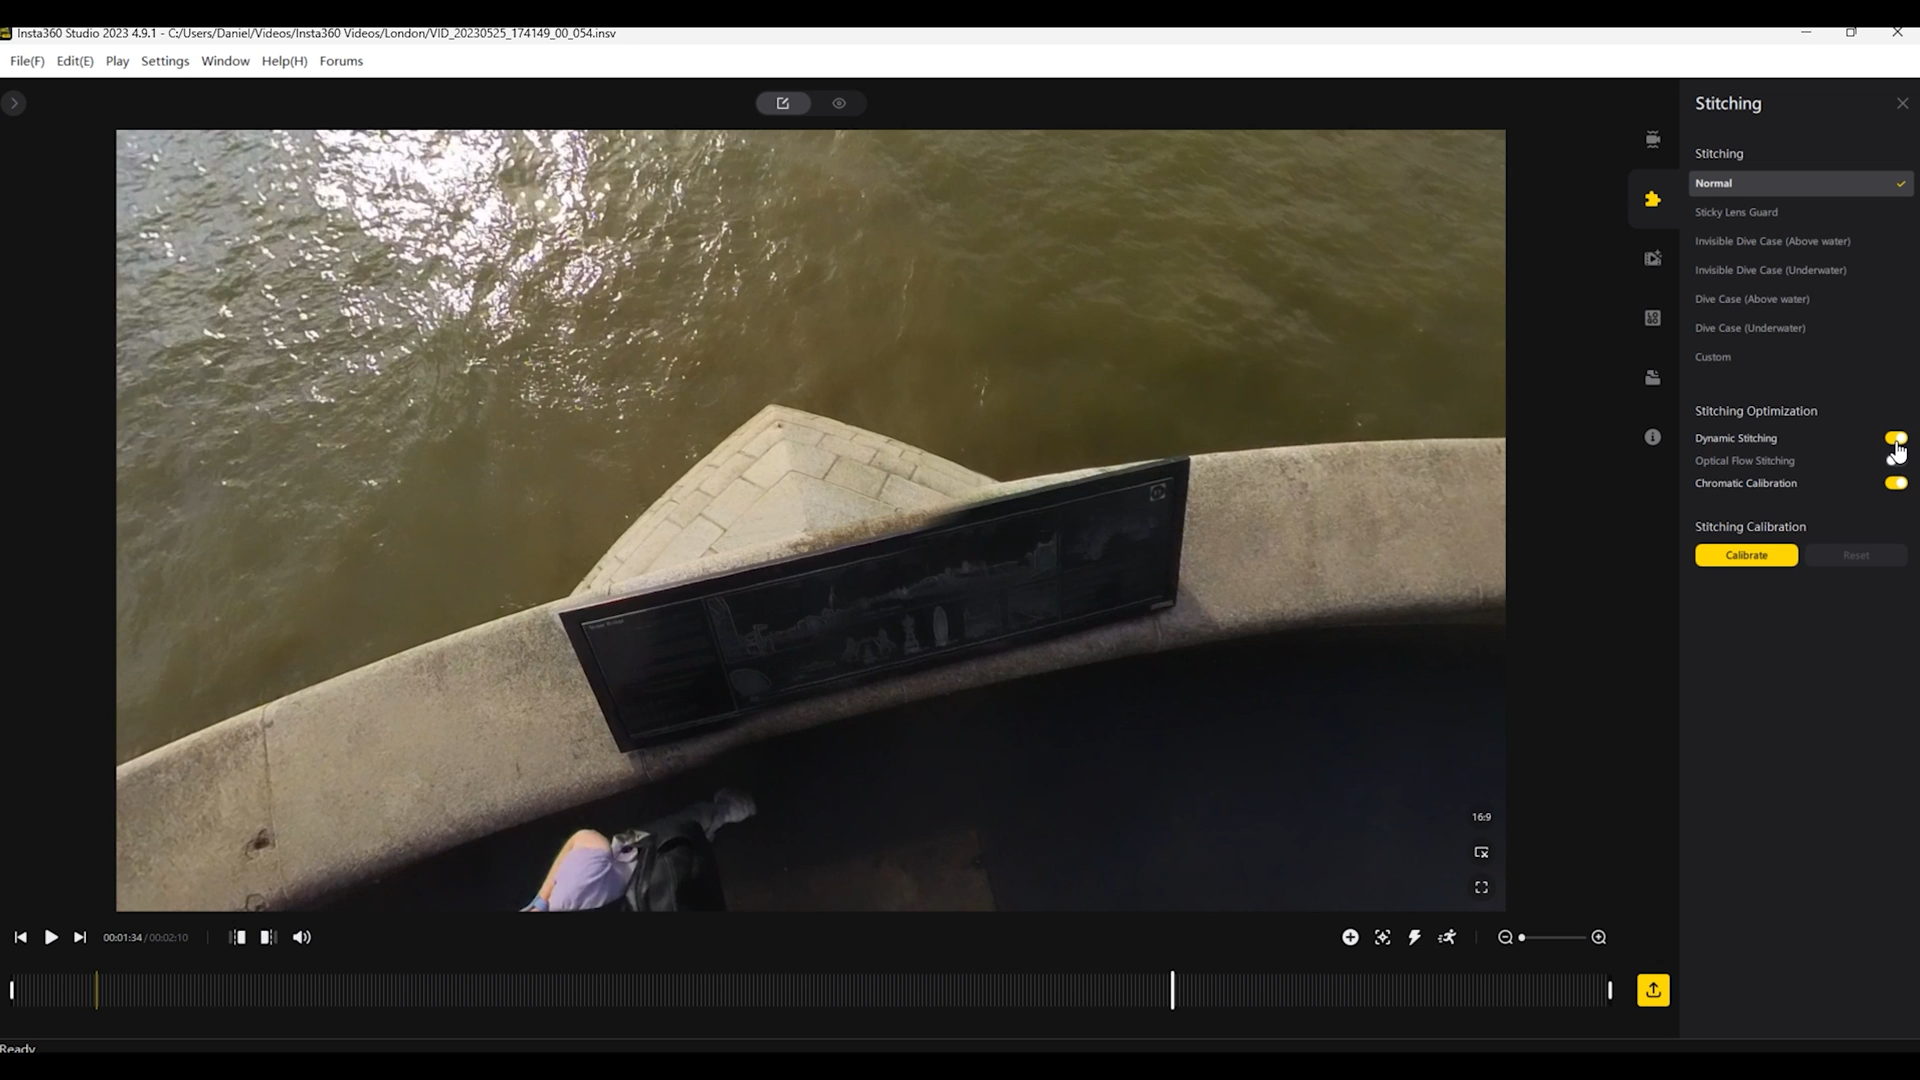 Insta360 Studio 2023 4.9.1 - C:/Users/Daniel/Videos/Insta360 Videos/London/VID_20230525_174149_00_054.insv
File(F) Edit(E) Play Settings Window Help(H) Forums
Stitching
Stitching
Normal
Sticky Lens Guard
Invisible Dive Case (Above water)
Invisible Dive Case (Underwater)
Dive Case (Above water)
Dive Case (Underwater)
Custom
Stitching Optimization
Dynamic Stitching
Optical Flow Stitching
Chromatic Calibration
Stitching Calibration
Calibrate Reset
16:9
00:01:34/00:02:10
Ready